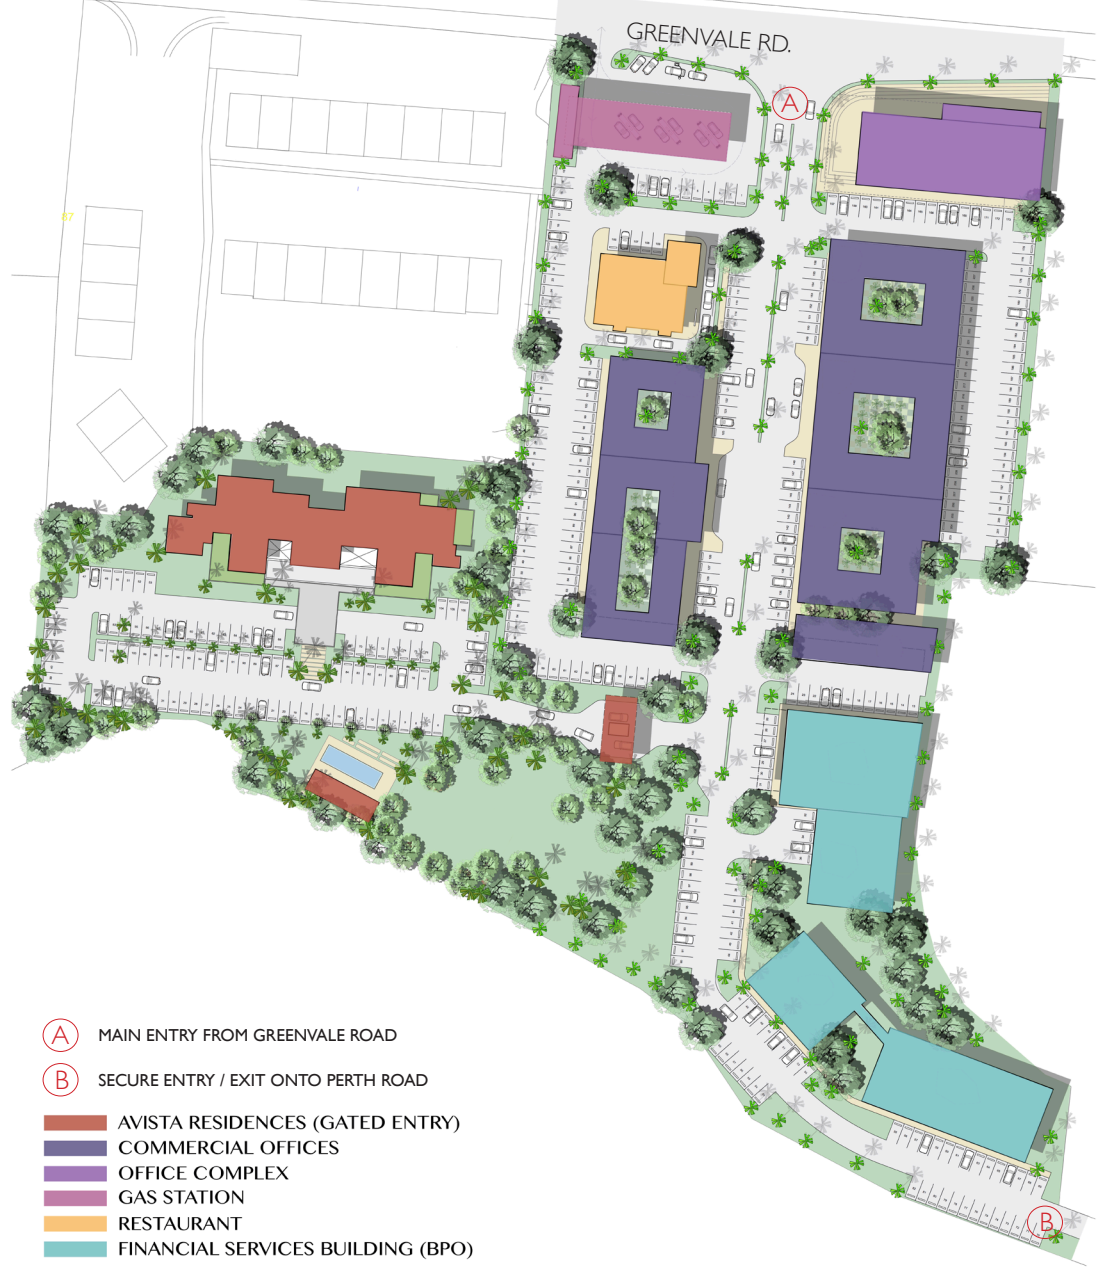 GREENVALE RD.
A
87
B
A MAIN ENTRY FROM GREENVALE ROAD
B SECURE ENTRY / EXIT ONTO PERTH ROAD
AVISTA RESIDENCES (GATED ENTRY)
COMMERCIAL OFFICES
OFFICE COMPLEX
GAS STATION
RESTAURANT
FINANCIAL SERVICES BUILDING (BPO)